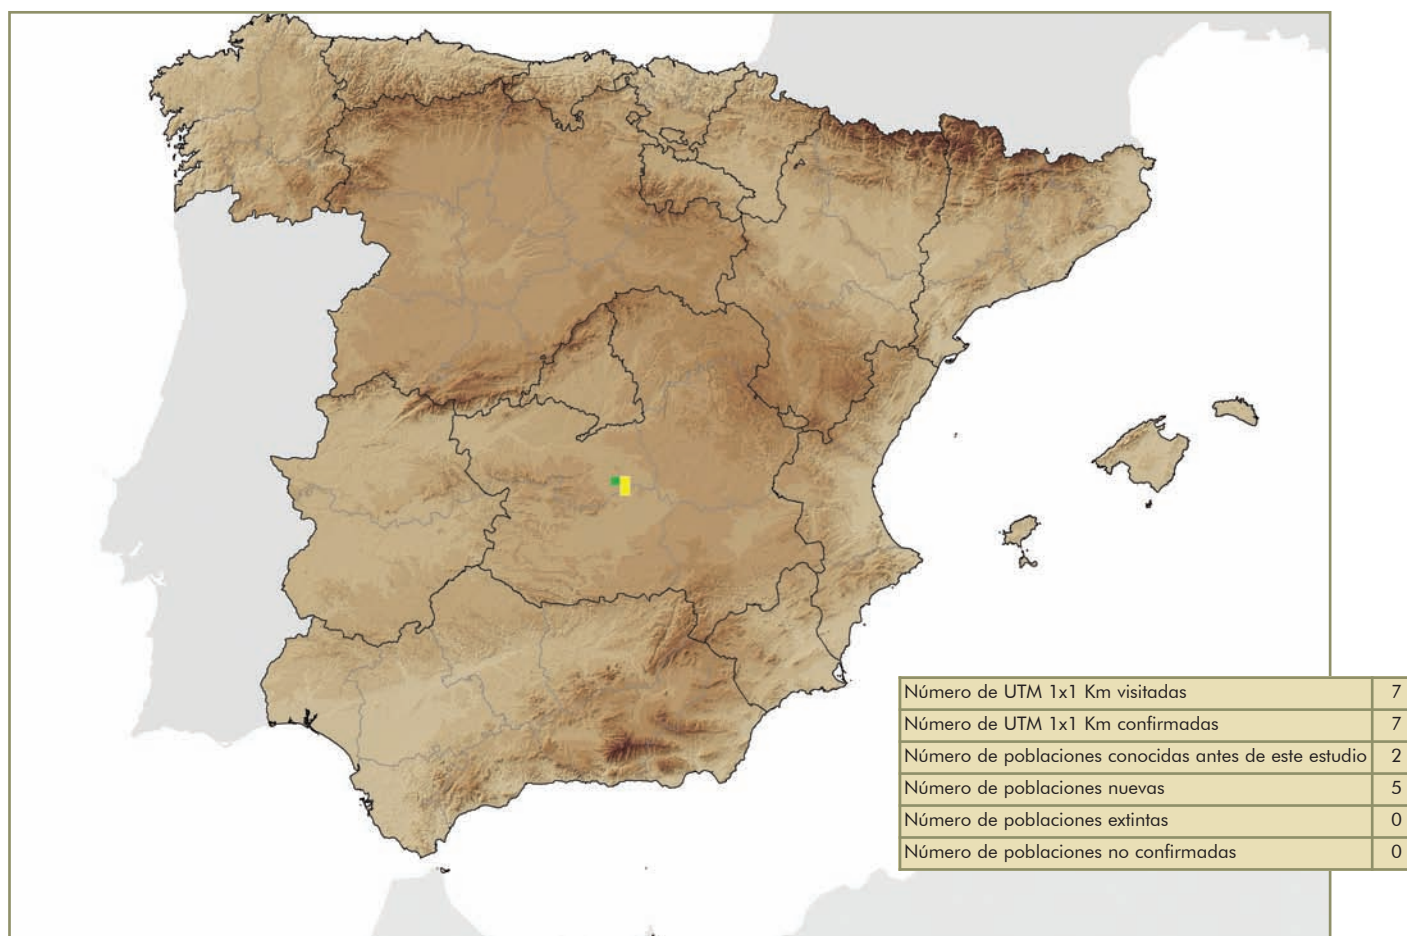 Número de UTM 1x1 Km visitadas 7
Número de UTM 1x1 Km confirmadas 7
Número de poblaciones conocidas antes de este estudio 2
Número de poblaciones nuevas 5
Número de poblaciones extintas 0
Número de poblaciones no confirmadas 0